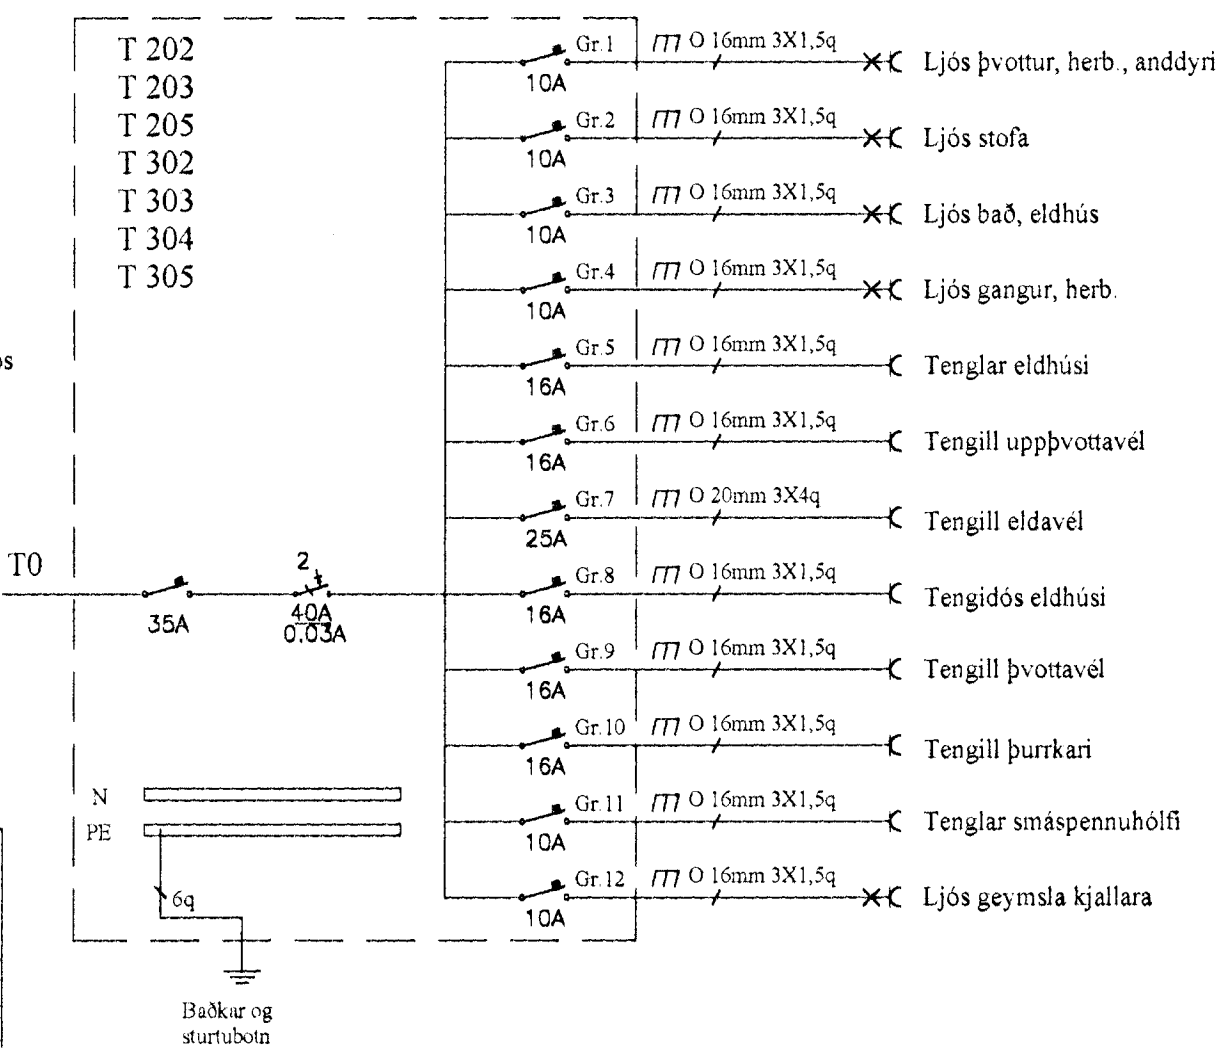 T 202
T 203
T 205
T 302
T 303
T 304
T 305
Gr.1 O 16mm 3X1,5q
10A
Ljós þvottur, herb., anddyri
Gr.2 O 16mm 3X1,5q
10A
Ljós stofa
Gr.3 O 16mm 3X1,5q
10A
Ljós bað, eldhús
Gr.4 O 16mm 3X1,5q
10A
Ljós gangur, herb.
Gr.5 O 16mm 3X1,5q
16A
Tenglar eldhúsi
Gr.6 O 16mm 3X1,5q
16A
Tengill uppþvottavél
Gr.7 O 20mm 3X4q
25A
Tengill eldavél
T0
35A
2
40A
0.03A
Gr.8 O 16mm 3X1,5q
16A
Tengidós eldhúsi
Gr.9 O 16mm 3X1,5q
16A
Tengill þvottavél
Gr.10 O 16mm 3X1,5q
16A
Tengill þurrkari
Gr.11 O 16mm 3X1,5q
10A
Tenglar smáspennuhólfi
Gr.12 O 16mm 3X1,5q
10A
Ljós geymsla kjallara
N
PE
6q
Baðkar og
sturtubotn